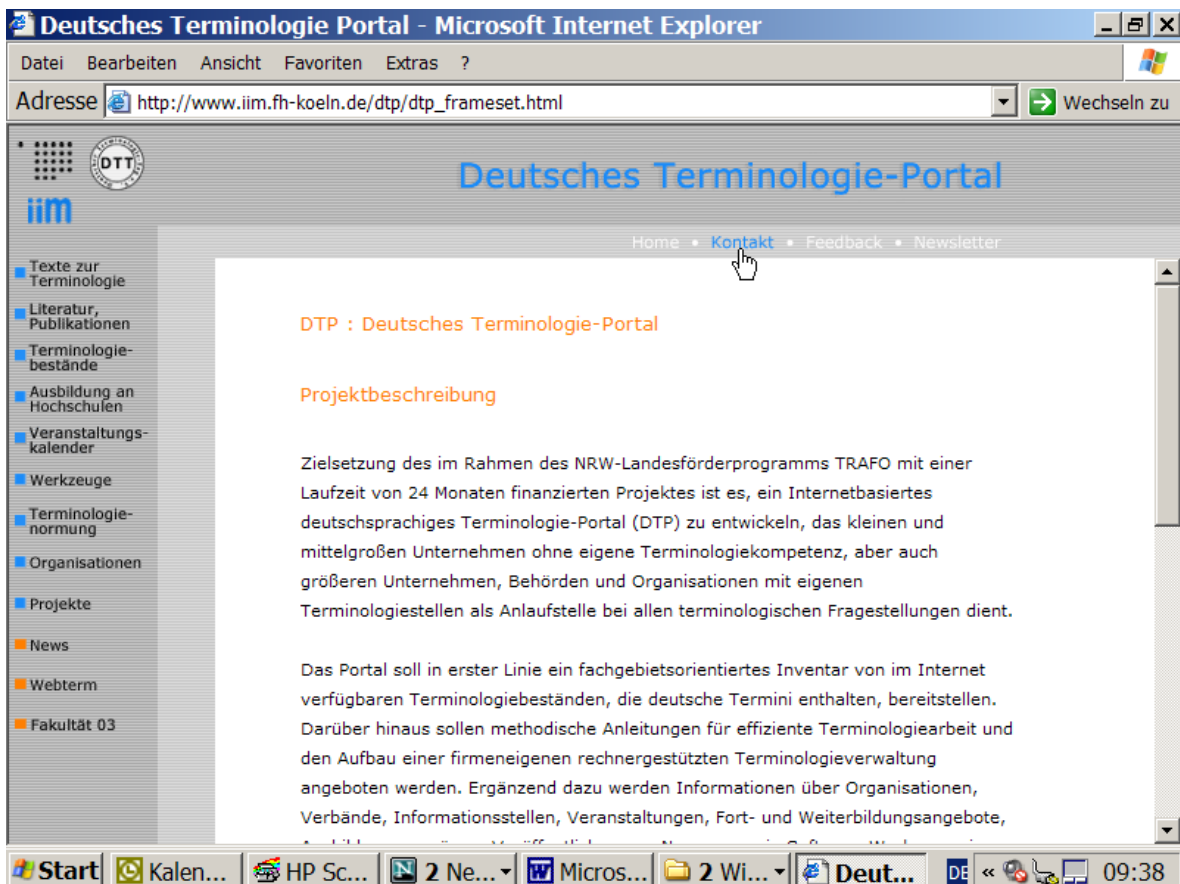 Deutsches Terminologie Portal - Microsoft Internet Explorer
Datei Bearbeiten Ansicht Favoriten Extras ?
Adresse http://www.iim.fh-koeln.de/dtp/dtp_frameset.html Wechseln zu
DTT
iim
Deutsches Terminologie-Portal
Home • Kontakt • Feedback • Newsletter
Texte zur
Terminologie
Literatur,
Publikationen
Terminologie-
bestände
Ausbildung an
Hochschulen
Veranstaltungs-
kalender
Werkzeuge
Terminologie-
normung
Organisationen
Projekte
News
Webterm
Fakultät 03
DTP : Deutsches Terminologie-Portal
Projektbeschreibung
Zielsetzung des im Rahmen des NRW-Landesförderprogramms TRAFO mit einer
Laufzeit von 24 Monaten finanzierten Projektes ist es, ein Internetbasiertes
deutschsprachiges Terminologie-Portal (DTP) zu entwickeln, das kleinen und
mittelgroßen Unternehmen ohne eigene Terminologiekompetenz, aber auch
größeren Unternehmen, Behörden und Organisationen mit eigenen
Terminologiestellen als Anlaufstelle bei allen terminologischen Fragestellungen dient.
Das Portal soll in erster Linie ein fachgebietsorientiertes Inventar von im Internet
verfügbaren Terminologiebeständen, die deutsche Termini enthalten, bereitstellen.
Darüber hinaus sollen methodische Anleitungen für effiziente Terminologiearbeit und
den Aufbau einer firmeneigenen rechnergestützten Terminologieverwaltung
angeboten werden. Ergänzend dazu werden Informationen über Organisationen,
Verbände, Informationsstellen, Veranstaltungen, Fort- und Weiterbildungsangebote,
Start Kalen... HP Sc... 2 Ne... Micros... 2 Wi... Deut... DE « 09:38